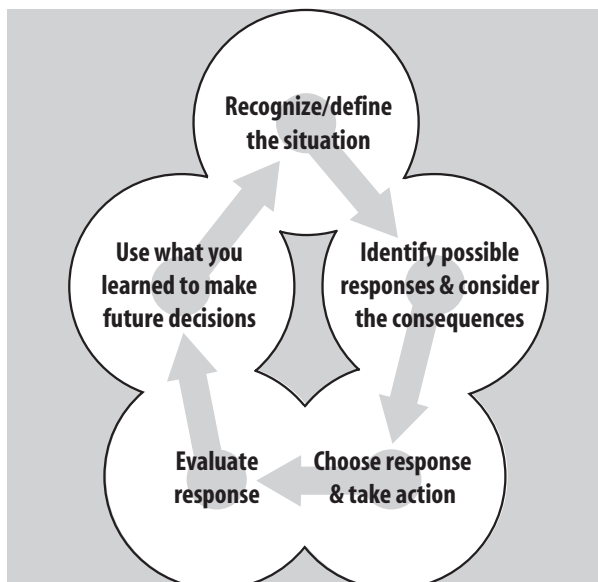 Recognize/define
the situation
Identify possible
responses & consider
the consequences
Choose response
& take action
Evaluate
response
Use what you
learned to make
future decisions